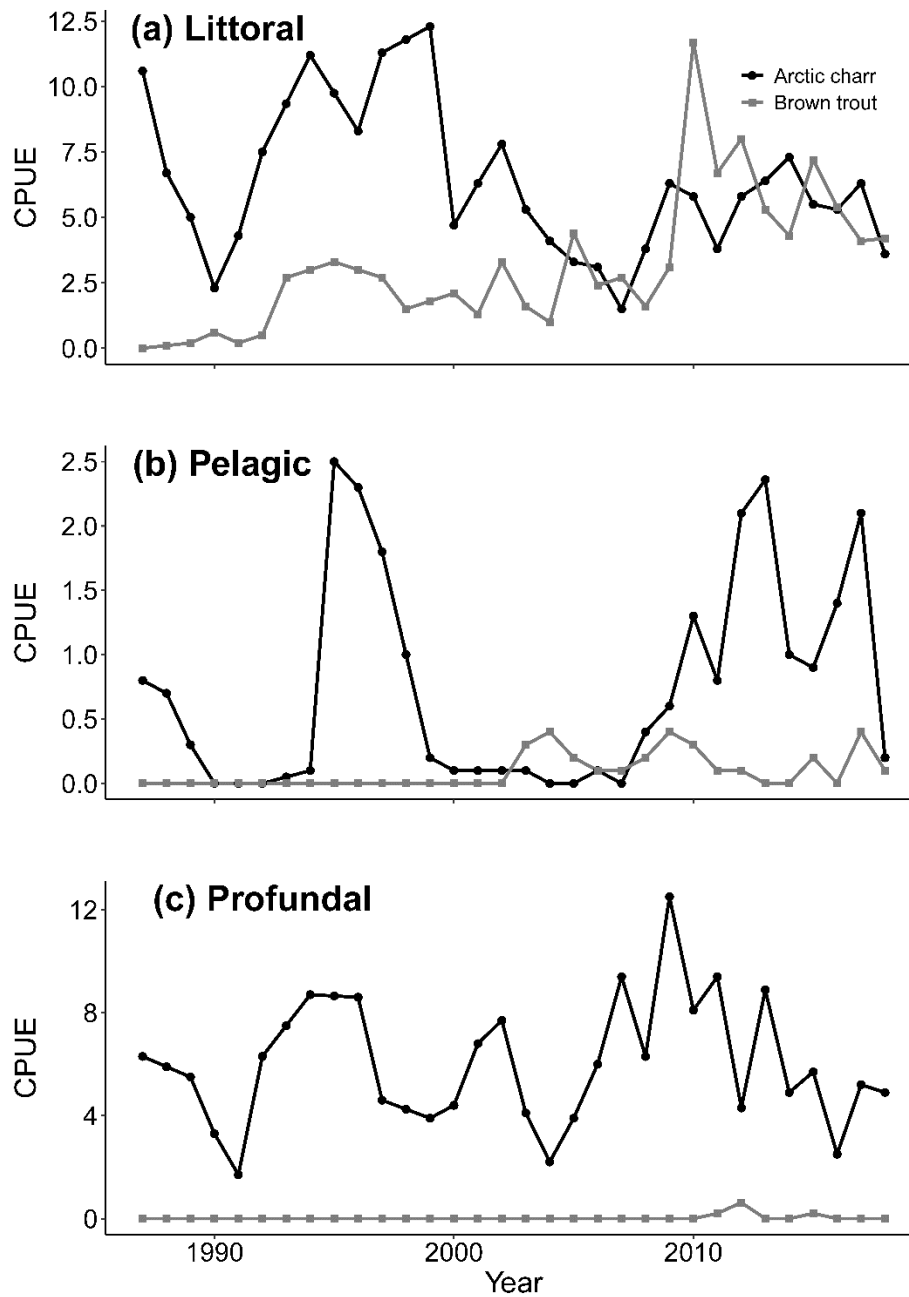 (a) Littoral
12.5
10.0
7.5
5.0
2.5
0.0
CPUE
Arctic charr
Brown trout
(b) Pelagic
2.5
2.0
1.5
1.0
0.5
0.0
CPUE
(c) Profundal
12
8
4
0
CPUE
1990 2000 2010
Year